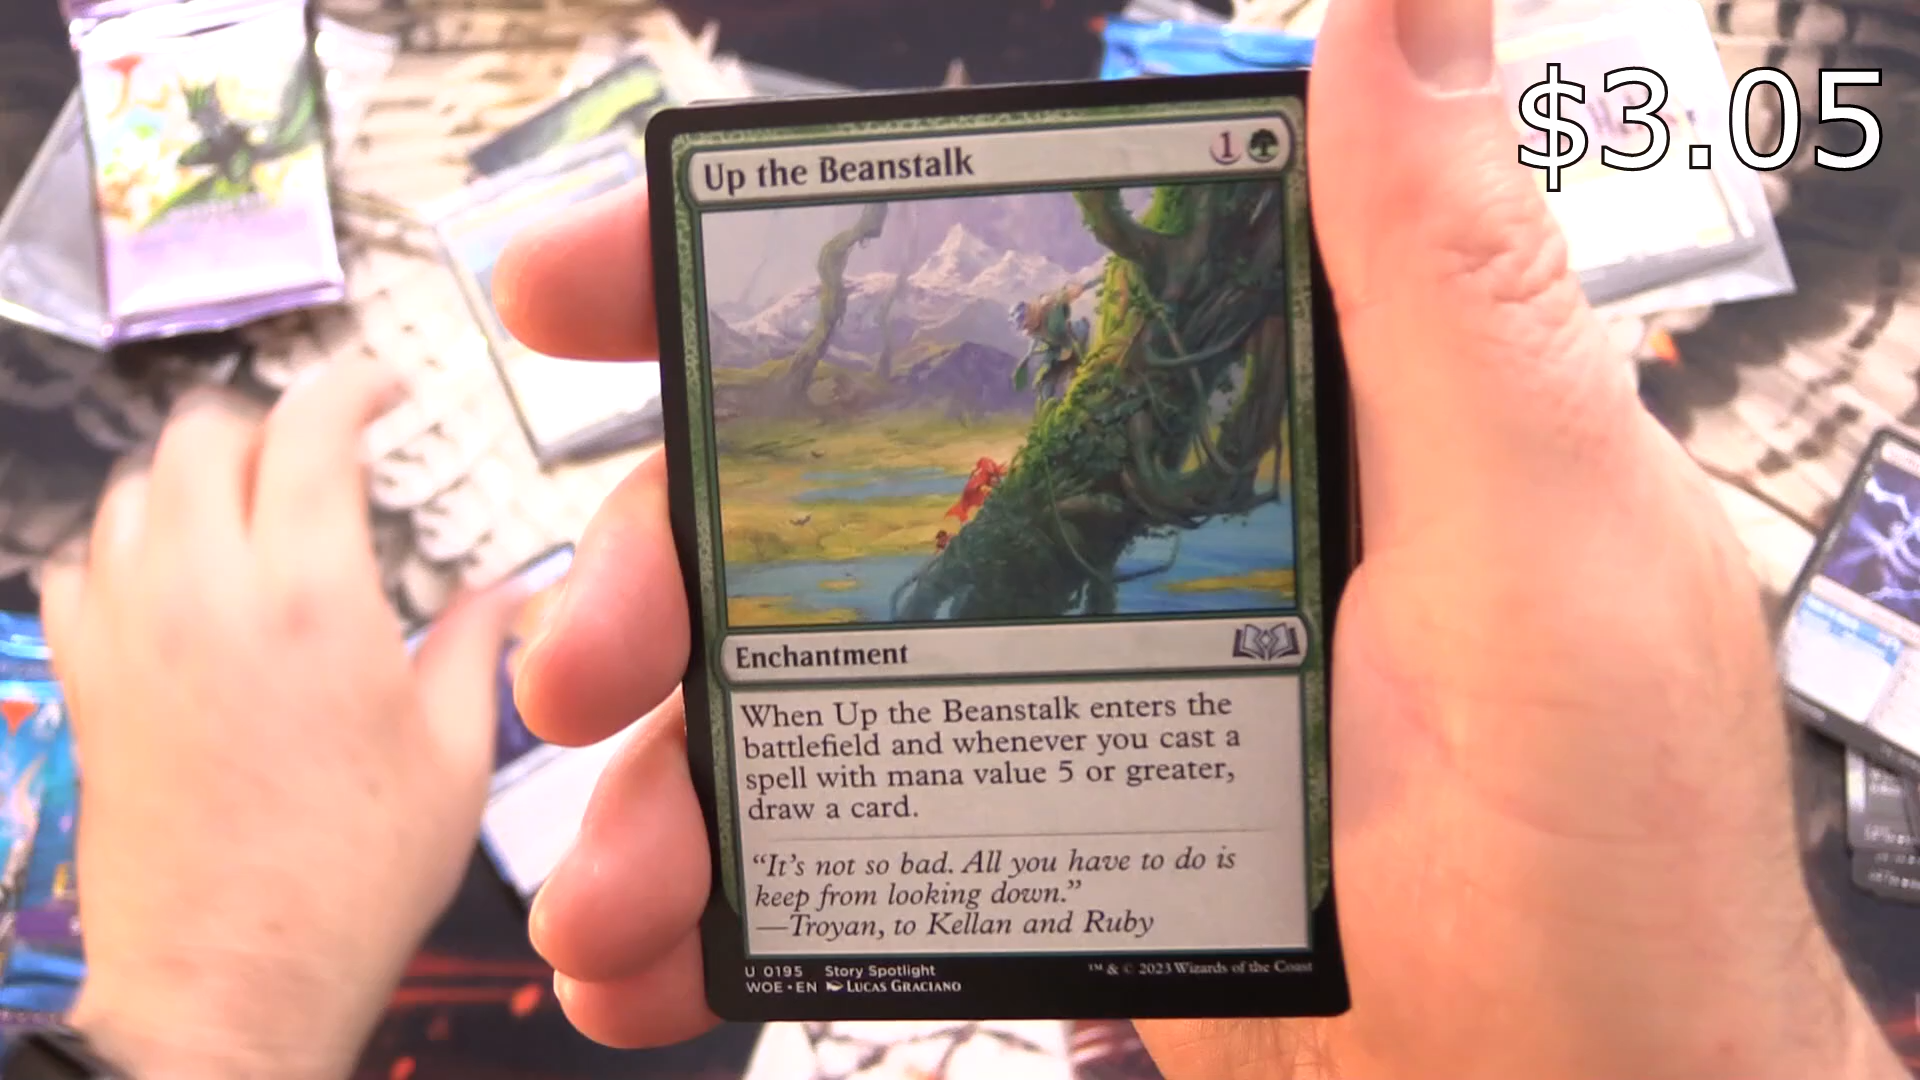 $3.05
Up the Beanstalk 1
Enchantment
When Up the Beanstalk enters the
battlefield and whenever you cast a
spell with mana value 5 or greater,
draw a card.
“It’s not so bad. All you have to do is
keep from looking down.”
—Troyan, to Kellan and Ruby
U 0195 Story Spotlight
™ & © 2023 Wizards of the Coast
WOE • EN LUCAS GRACIANO